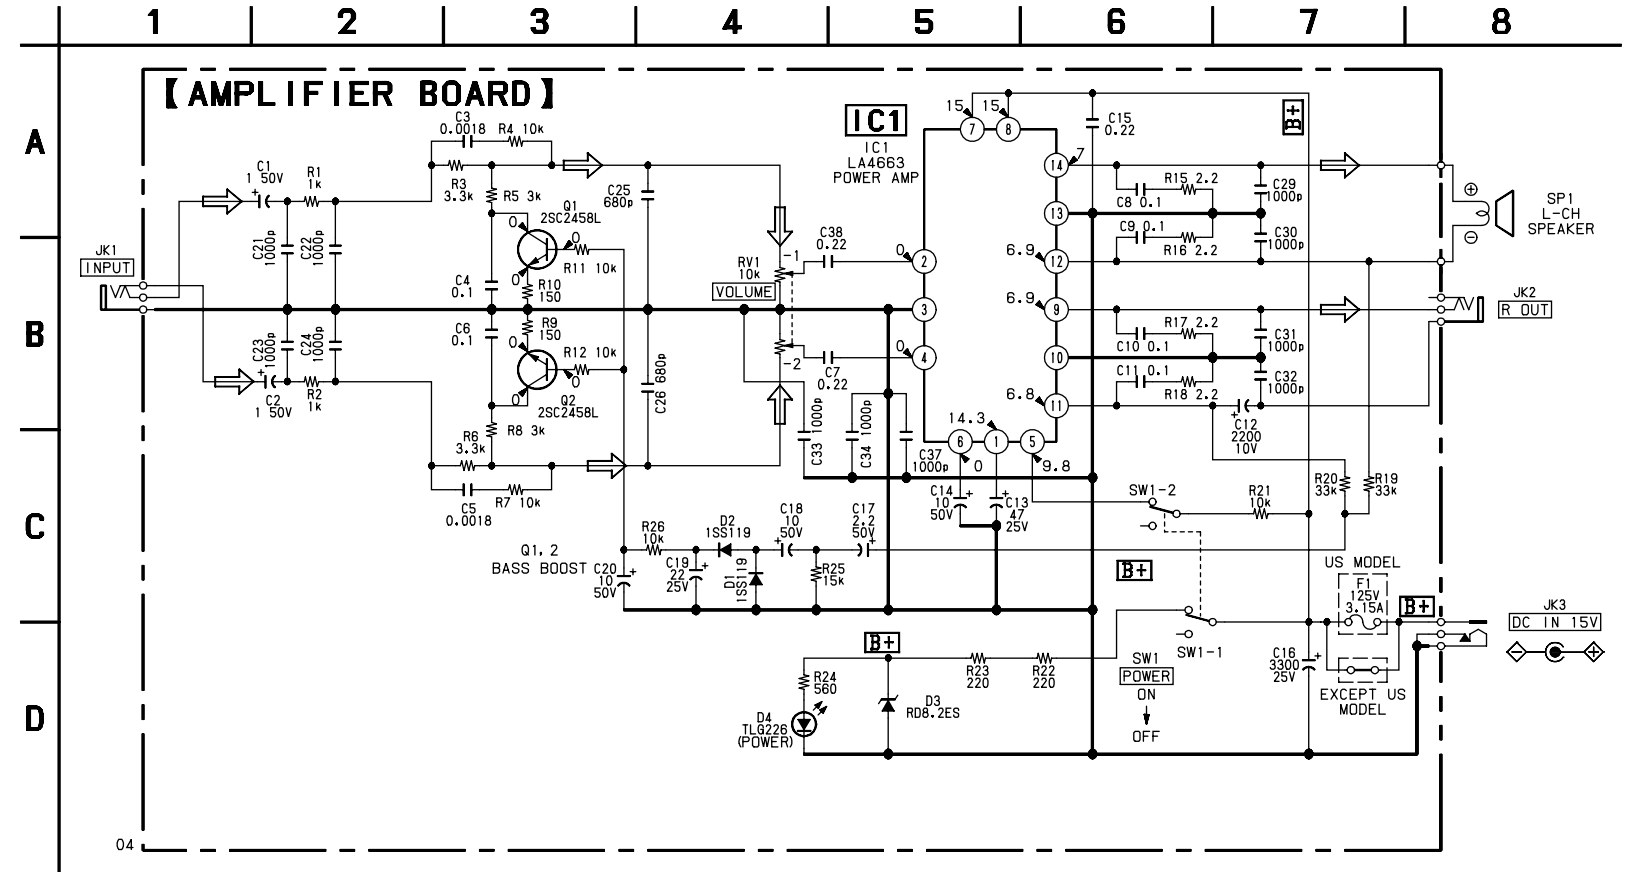 1 2 3 4 5 6 7 8
A
B
C
D
【AMPLIFIER BOARD】
C3
0.0018
R4 10k
R3
3.3k
R5 3k
C1
1 50V
+
R1
1k
C21
1000p
C22
1000p
Q1
2SC2458L
0
0
0
R11 10k
R10
150
C4
0.1
C25
680p
JK1
INPUT
C23
1000p
C24
1000p
+
C2
1 50V
R2
1k
C6
0.1
R9
150
R12 10k
0
0
0
Q2
2SC2458L
R8 3k
R6
3.3k
R7 10k
C5
0.0018
C26 680p
RV1
10k
VOLUME
-1
-2
C38
0.22
C7
0.22
IC1
IC1
LA4663
POWER AMP
15
15
7
8
14
7
13
12
6.9
9
6.9
10
11
6.8
2
0
3
4
0
6
0
1
14.3
5
9.8
C15
0.22
B+
R15 2.2
C8 0.1
C9 0.1
R16 2.2
C29
1000p
C30
1000p
R17 2.2
C10 0.1
C11 0.1
R18 2.2
C31
1000p
C32
1000p
+
C12
2200
10V
+
-
SP1
L-CH
SPEAKER
JK2
R OUT
C33 1000p
C34 1000p
C37
1000p
C14
10
50V
+
C13
47
25V
+
SW1-2
R21
10k
R20
33k
R19
33k
Q1,2
BASS BOOST
C20
10
50V
+
R26
10k
C19
22
25V
+
D2
1SS119
D1
1SS119
C18
10
50V
+
R25
15k
C17
2.2
50V
+
B+
US MODEL
F1
125V
3.15A
B+
JK3
DC IN 15V
B+
R24
560
D4
TLG226
(POWER)
D3
RD8.2ES
R23
220
R22
220
SW1
POWER
ON
OFF
SW1-1
C16
3300
25V
+
EXCEPT US
MODEL
04